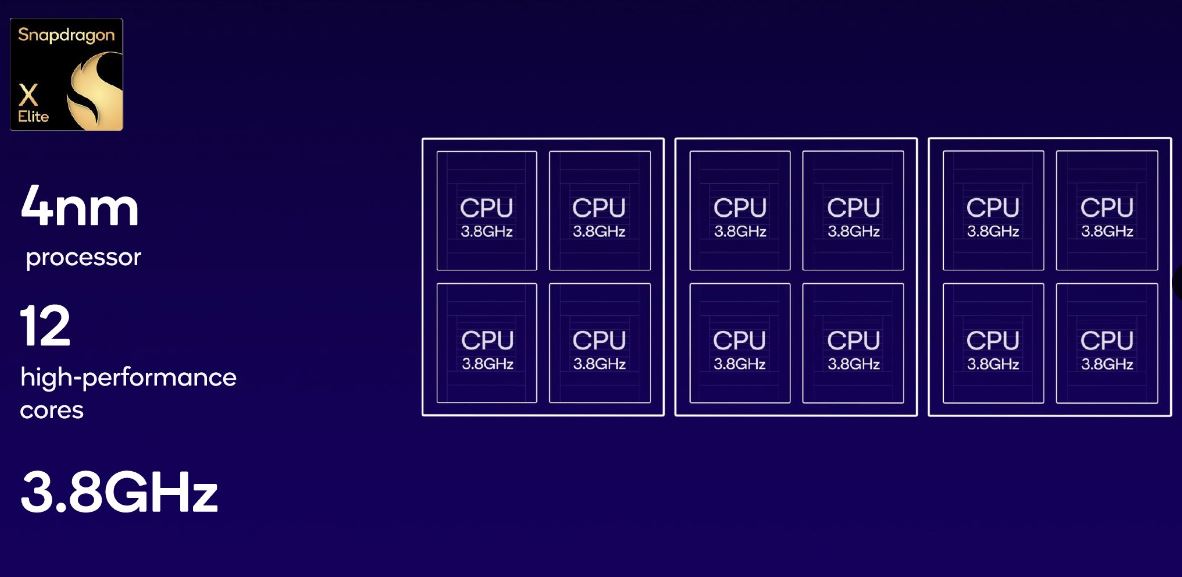 Snapdragon
X
Elite
4nm
processor
12
high-performance
cores
3.8GHz
CPU CPU CPU CPU CPU CPU
3.8GHz 3.8GHz 3.8GHz 3.8GHz 3.8GHz 3.8GHz
CPU CPU CPU CPU CPU CPU
3.8GHz 3.8GHz 3.8GHz 3.8GHz 3.8GHz 3.8GHz